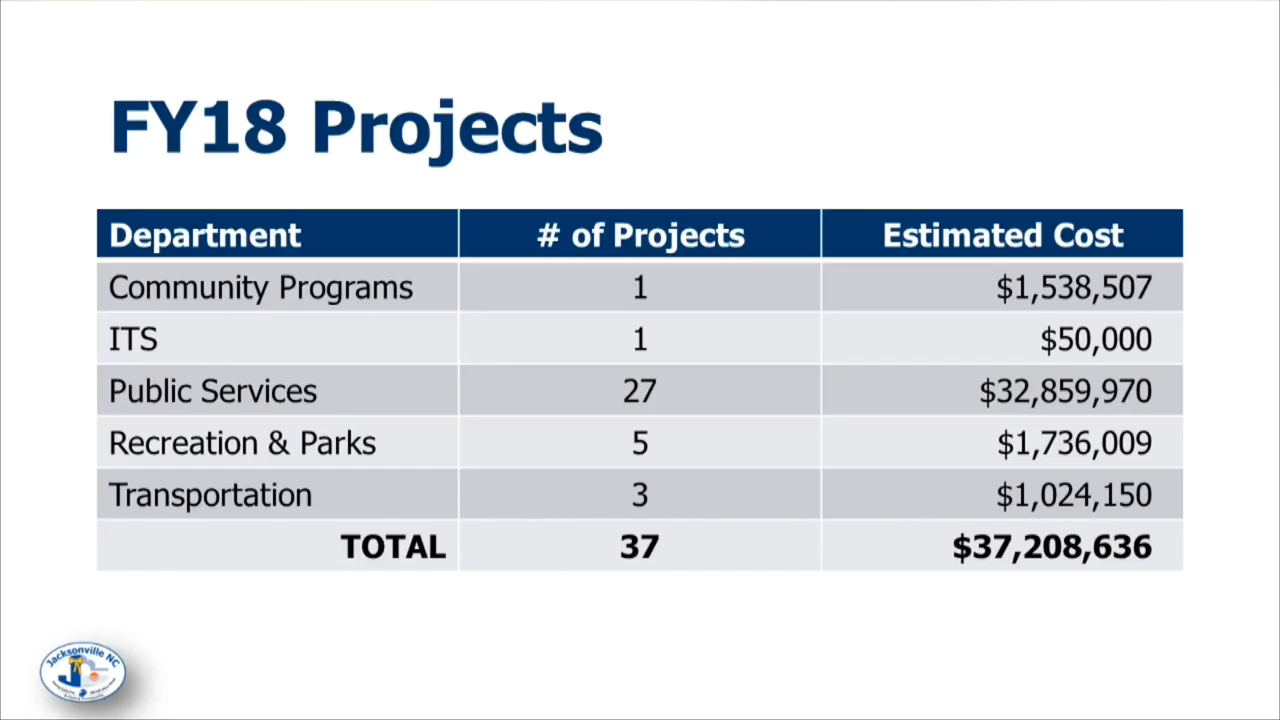 FY18 Projects
Department # of Projects Estimated Cost
Community Programs 1 $1,538,507
ITS 1 $50,000
Public Services 27 $32,859,970
Recreation & Parks 5 $1,736,009
Transportation 3 $1,024,150
TOTAL 37 $37,208,636
Jacksonville NC